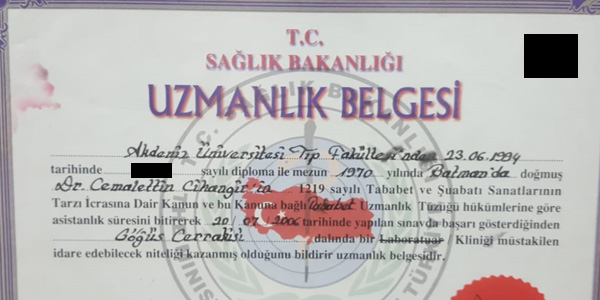 T.C.
SAĞLIK BAKANLIĞI
UZMANLIK BELGESİ
Akdeniz Üniversitesi Tıp Fakültesi'nden 23.06.1994
tarihinde sayılı diploma ile mezun 1970 yılında Batman'da doğmuş
Dr. Cemalettin Cihangir'in 1219 sayılı Tababet ve Şuabatı Sanatlarının
Tarzı İcrasına Dair Kanun ve bu Kanuna bağlı Tababet Uzmanlık Tüzüğü hükümlerine göre
asistanlık süresini bitirerek 20/07/2006 tarihinde yapılan sınavda başarı gösterdiğinden
Göğüs Cerrahisi dalında bir Laboratuar Kliniği müstakilen
idare edebilecek niteliği kazanmış olduğunu bildirir uzmanlık belgesidir.